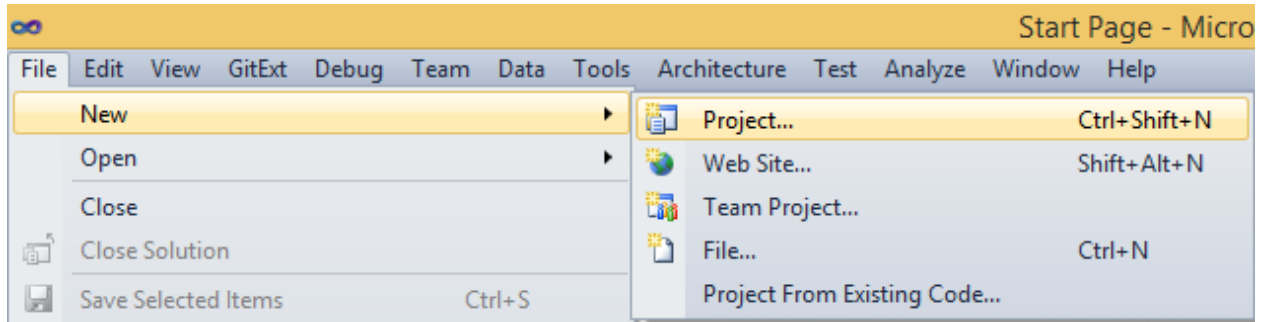 Start Page - Micro
File Edit View GitExt Debug Team Data Tools Architecture Test Analyze Window Help
New
Open
Close
Close Solution
Save Selected Items Ctrl+S
Project... Ctrl+Shift+N
Web Site... Shift+Alt+N
Team Project...
File... Ctrl+N
Project From Existing Code...